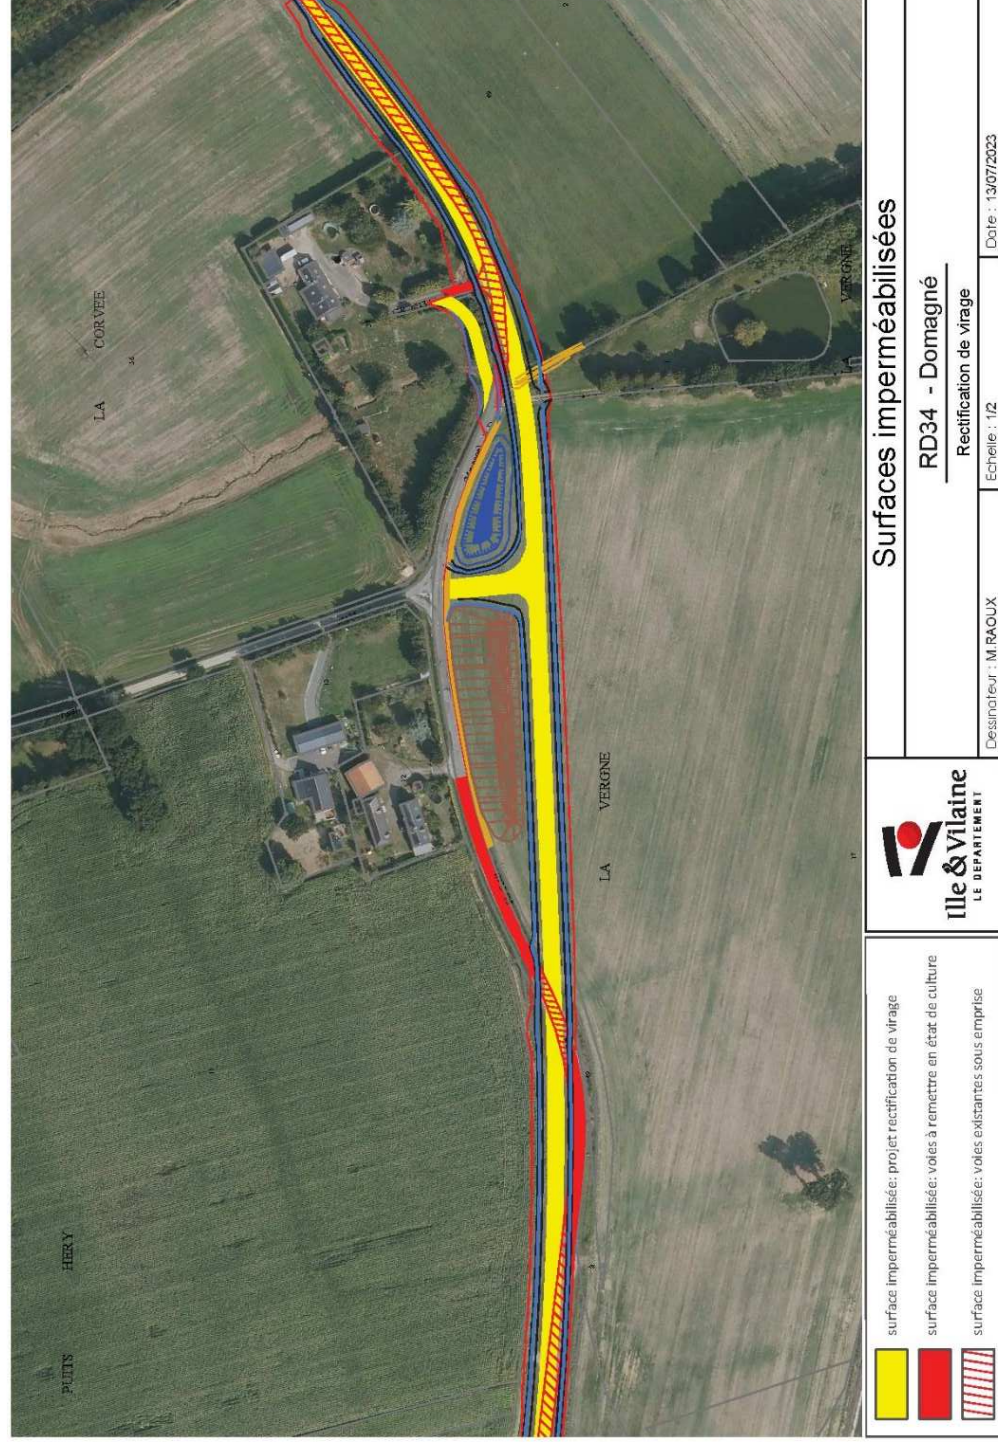 PUITS HERY
LA CORVEE
LA VERGNE
LA VERGNE
surface imperméabilisée: projet rectification de virage
surface imperméabilisée: voies à remettre en état de culture
surface imperméabilisée: voies existantes sous emprise
Ille & Vilaine
LE DEPARTEMENT
Surfaces imperméabilisées
RD34 - Domagné
Rectification de virage
Dessinateur : M.RAOUX
Echelle : 1/2
Date : 13/07/2023